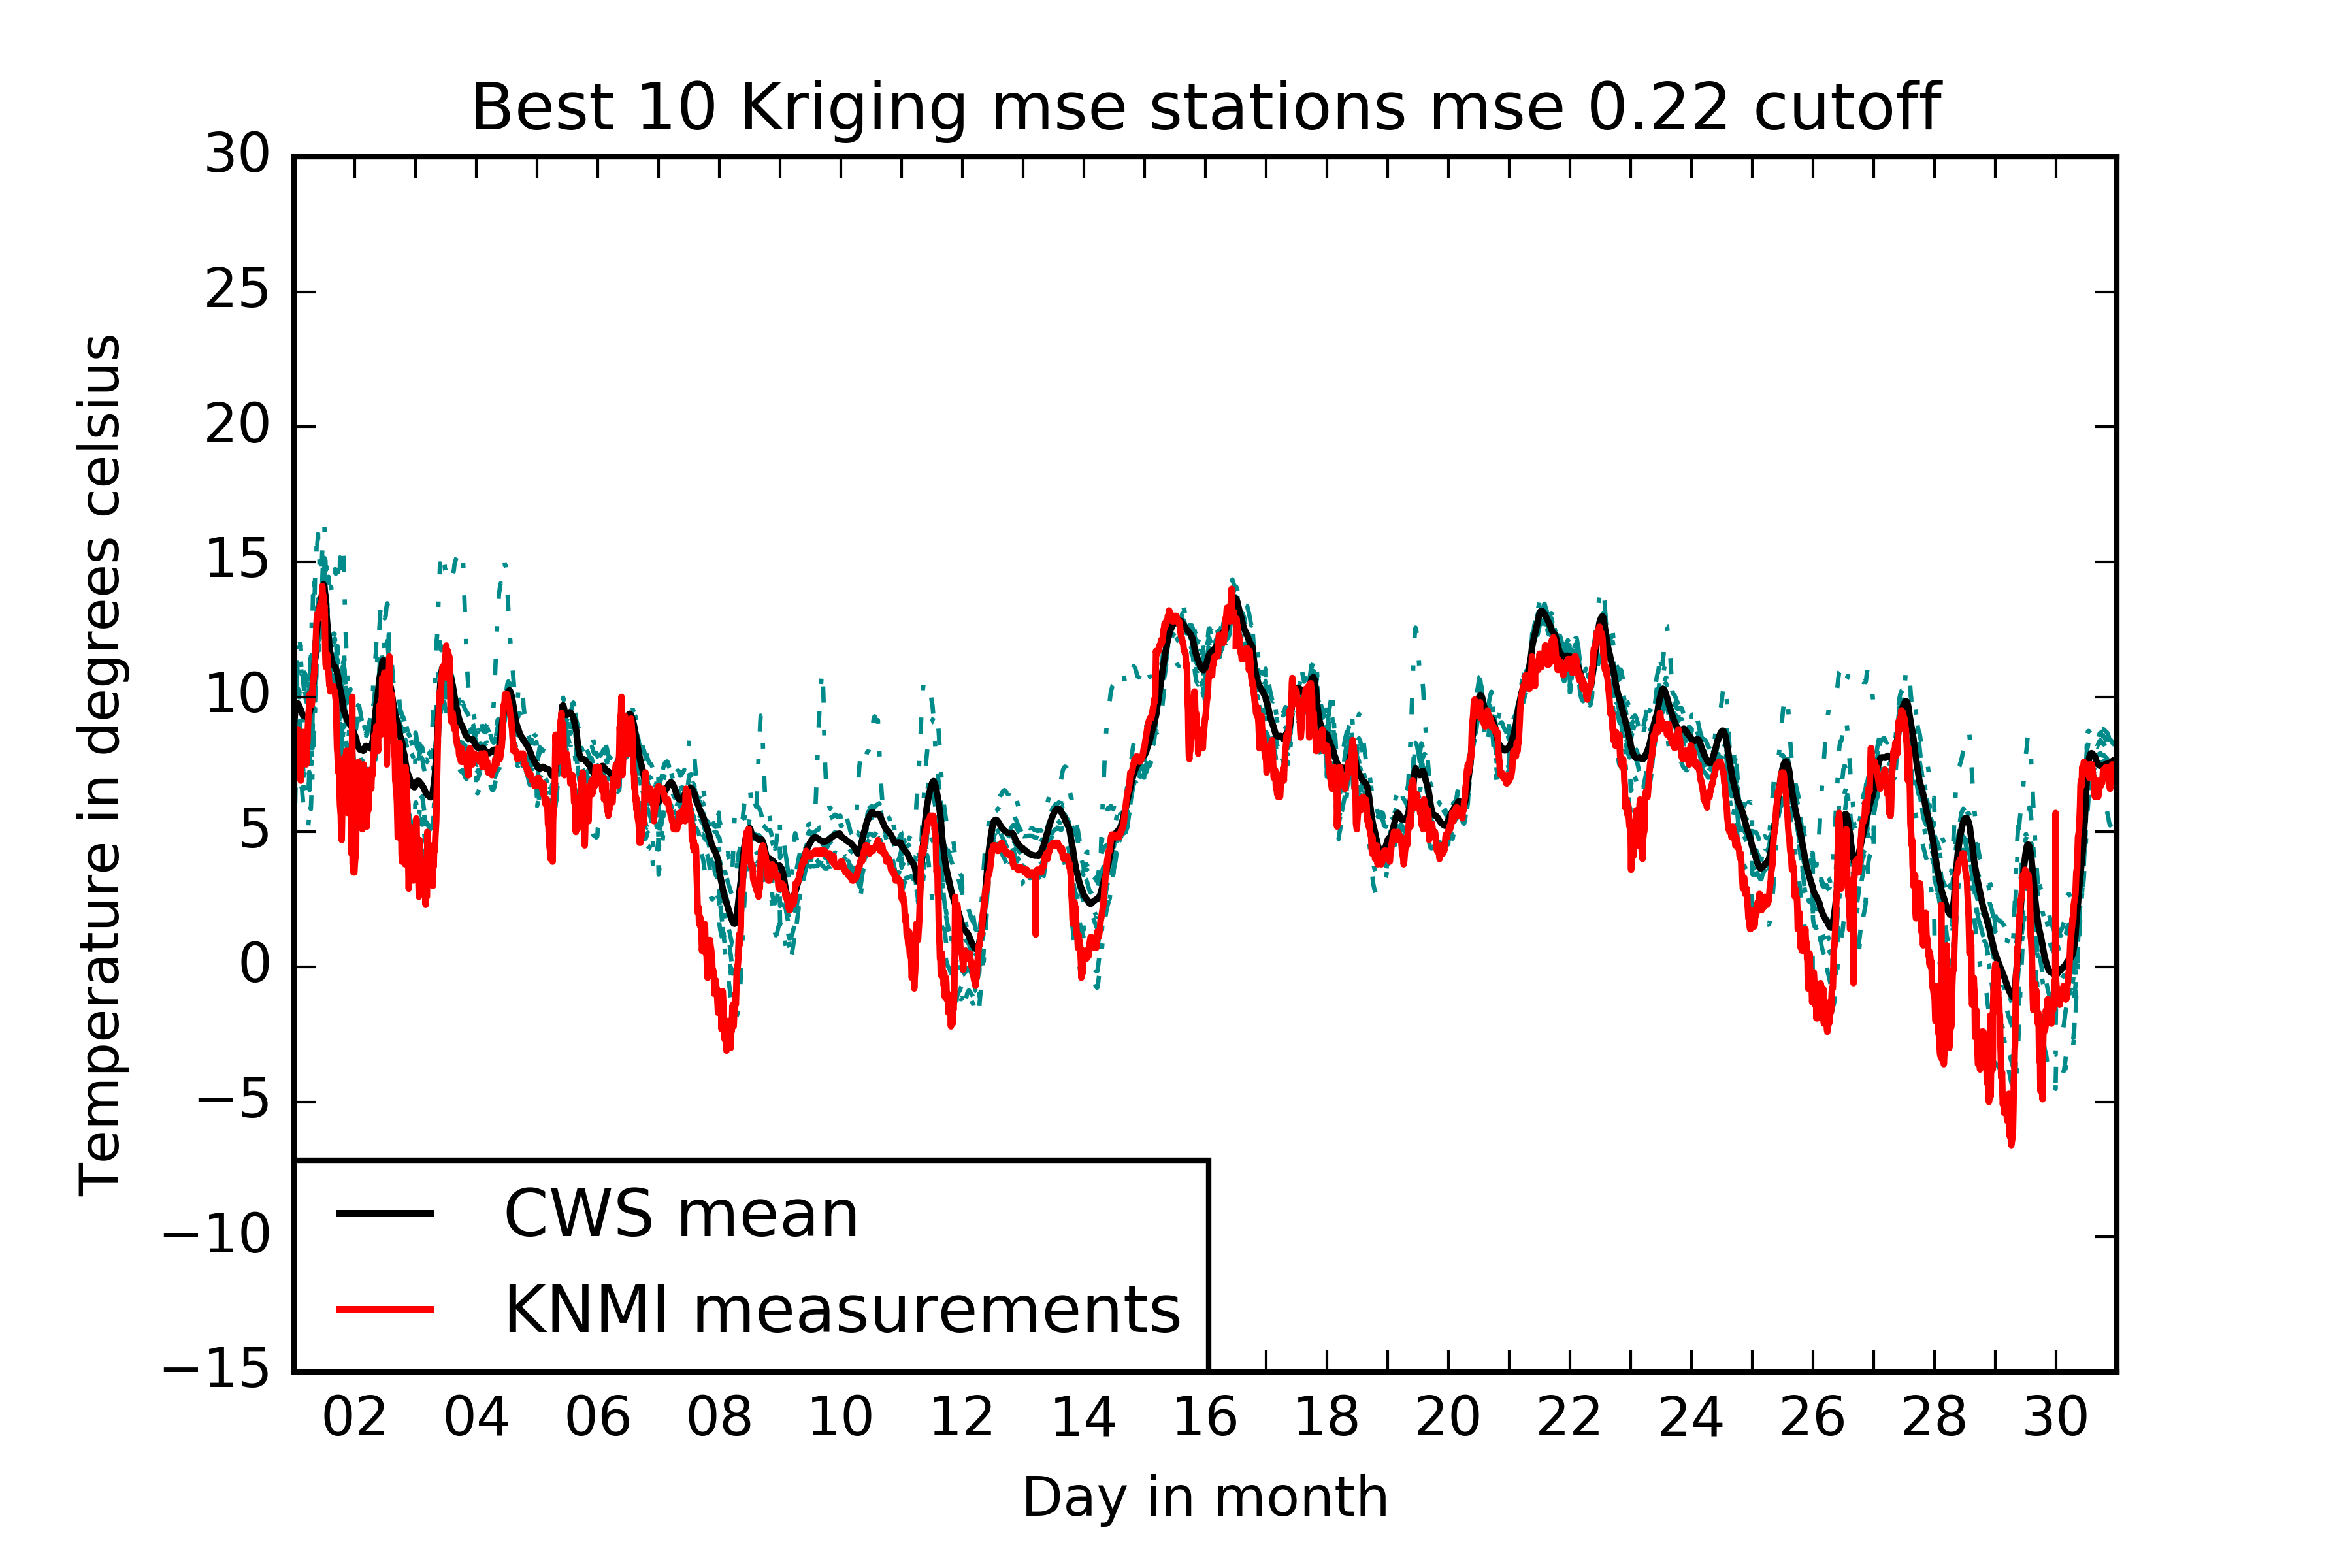 Best 10 Kriging mse stations mse 0.22 cutoff
30
25
20
15
10
5
0
−5
−10
−15
Temperature in degrees celsius
CWS mean
KNMI measurements
02 04 06 08 10 12 14 16 18 20 22 24 26 28 30
Day in month